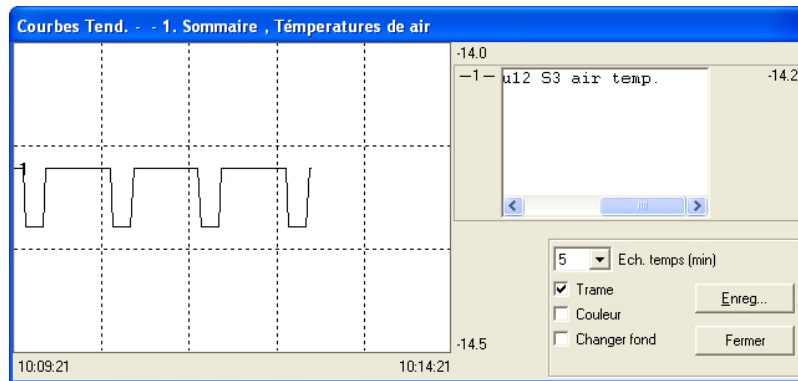 Courbes Tend. - - 1. Sommaire , Témperatures de air
-14.0
1 u12 S3 air temp. -14.2
1
5 Ech. temps (min)
Trame
Enreg...
Couleur
Changer fond
Fermer
-14.5
10:09:21 10:14:21